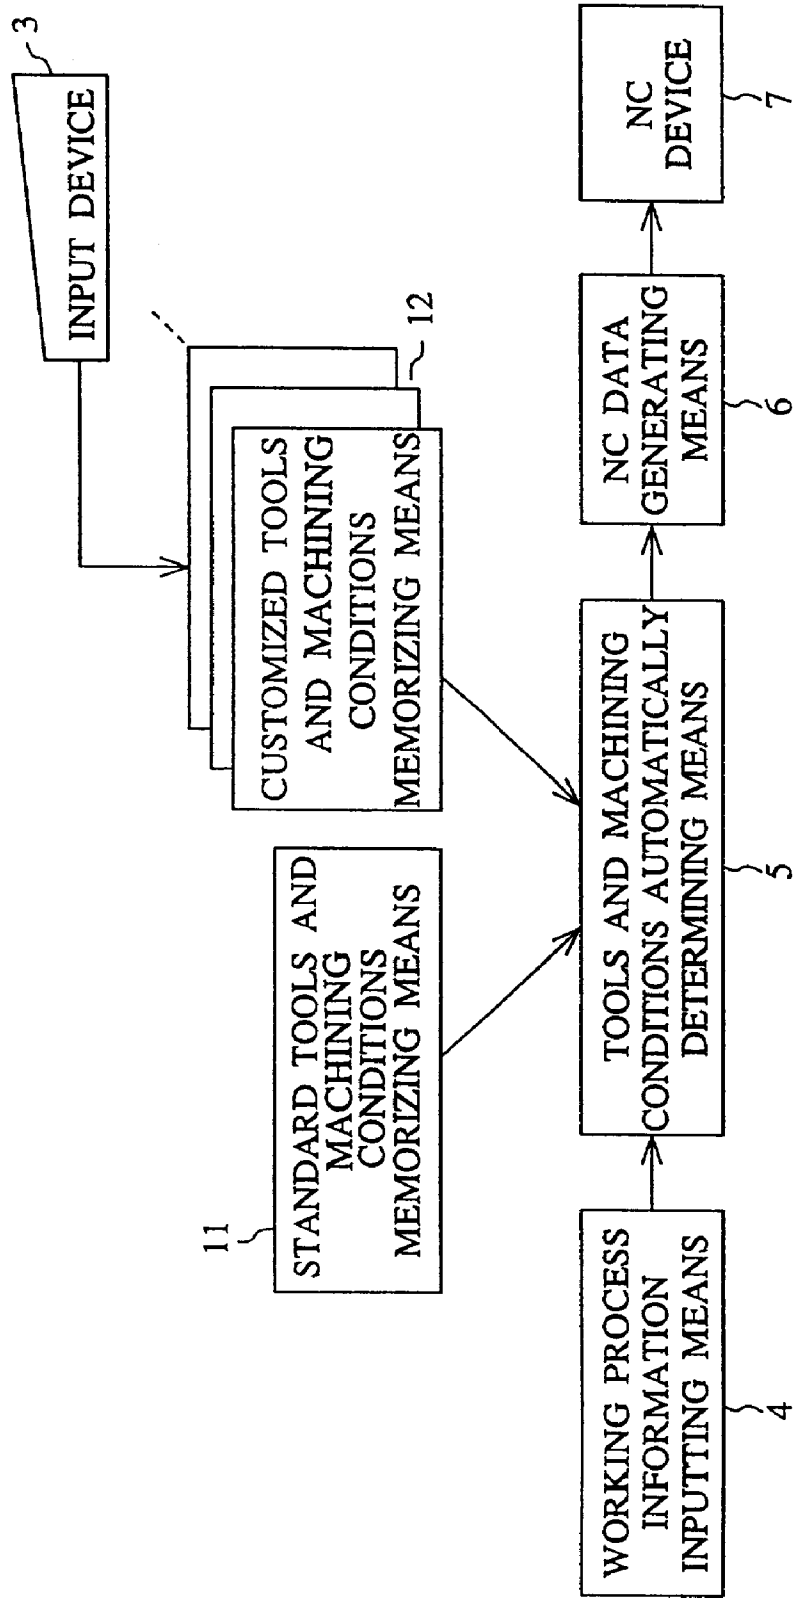 3
INPUT DEVICE
12
CUSTOMIZED TOOLS
AND MACHINING
CONDITIONS
MEMORIZING MEANS
11
STANDARD TOOLS AND
MACHINING
CONDITIONS
MEMORIZING MEANS
WORKING PROCESS
INFORMATION
INPUTTING MEANS
4
TOOLS AND MACHINING
CONDITIONS AUTOMATICALLY
DETERMINING MEANS
5
NC DATA
GENERATING
MEANS
6
NC
DEVICE
7